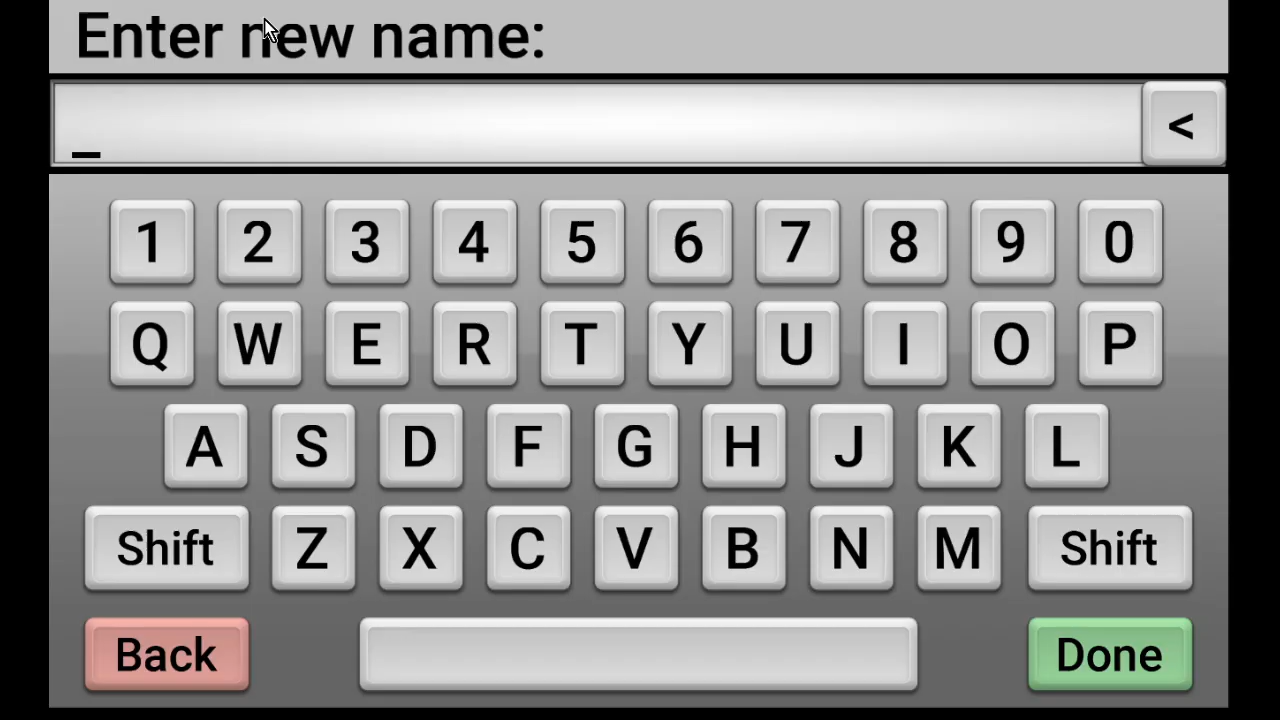 Enter new name:
_ <
1 2 3 4 5 6 7 8 9 0
Q W E R T Y U I O P
A S D F G H J K L
Shift Z X C V B N M Shift
Back Done